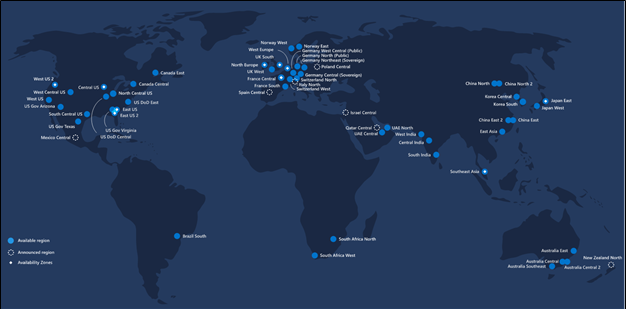 Norway West
Norway East
West Europe
Germany West Central (Public)
Germany North (Public)
UK South
Germany Northeast (Sovereign)
North Europe
Poland Central
UK West
Germany Central (Sovereign)
France Central
Switzerland North
Italy North
France South
Switzerland West
Spain Central
Canada East
West US 2
Canada Central
Central US
West Central US
North Central US
West US
US DoD East
US Gov Arizona
East US
South Central US
East US 2
US Gov Texas
US Gov Virginia
Mexico Central
US DoD Central
Israel Central
Qatar Central
UAE North
UAE Central
West India
Central India
South India
China North
China North 2
Korea Central
Korea South
Japan East
Japan West
China East 2
China East
East Asia
Southeast Asia
Brazil South
South Africa North
South Africa West
Australia East
New Zealand North
Australia Central
Australia Southeast
Australia Central 2
Available region
Announced region
Availability Zones